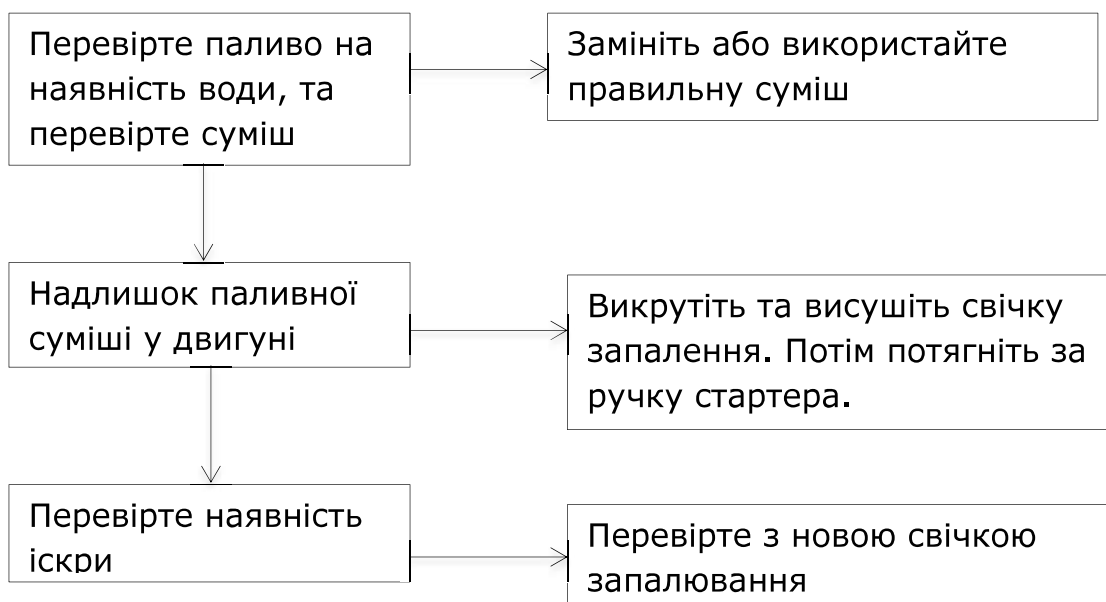 Перевірте паливо на
наявність води, та
перевірте суміш
Замініть або використайте
правильну суміш
Надлишок паливної
суміші у двигуні
Викрутіть та висушіть свічку
запалення. Потім потягніть за
ручку стартера.
Перевірте наявність
іскри
Перевірте з новою свічкою
запалювання